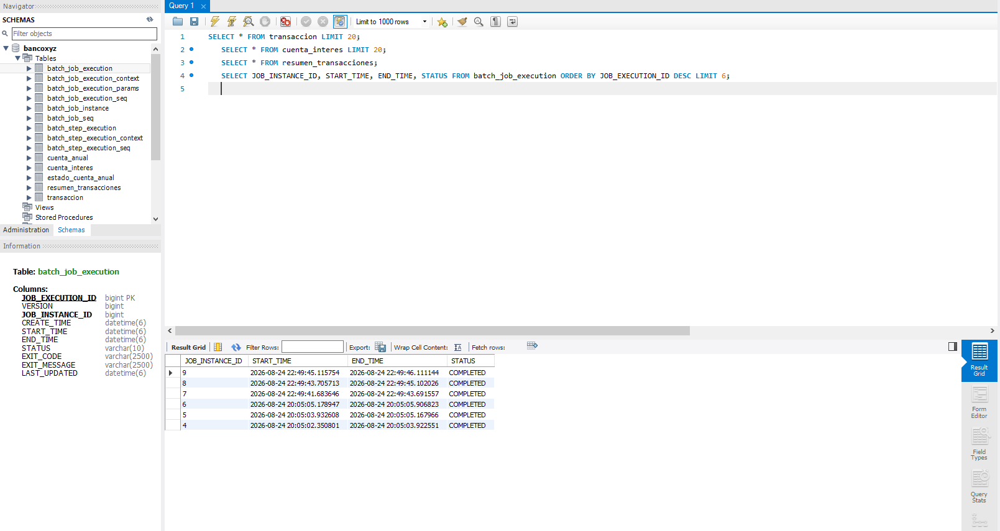 Navigator
SCHEMAS
Filter objects
bancoxyz
Tables
batch_job_execution
batch_job_execution_context
batch_job_execution_params
batch_job_execution_seq
batch_job_instance
batch_job_seq
batch_step_execution
batch_step_execution_context
batch_step_execution_seq
cuenta_anual
cuenta_interes
estado_cuenta_anual
resumen_transacciones
transaccion
Views
Stored Procedures
Administration Schemas
Information
Table: batch_job_execution
Columns:
JOB_EXECUTION_ID bigint PK
VERSION bigint
JOB_INSTANCE_ID bigint
CREATE_TIME datetime(6)
START_TIME datetime(6)
END_TIME datetime(6)
STATUS varchar(10)
EXIT_CODE varchar(2500)
EXIT_MESSAGE varchar(2500)
LAST_UPDATED datetime(6)
Query 1
Limit to 1000 rows
1 SELECT * FROM transaccion LIMIT 20;
2 SELECT * FROM cuenta_interes LIMIT 20;
3 SELECT * FROM resumen_transacciones;
4 SELECT JOB_INSTANCE_ID, START_TIME, END_TIME, STATUS FROM batch_job_execution ORDER BY JOB_EXECUTION_ID DESC LIMIT 6;
5
Result Grid Filter Rows: Export: Wrap Cell Content: Fetch rows:
JOB_INSTANCE_ID START_TIME END_TIME STATUS
9 2026-08-24 22:49:45.115754 2026-08-24 22:49:46.111144 COMPLETED
8 2026-08-24 22:49:43.705713 2026-08-24 22:49:45.102026 COMPLETED
7 2026-08-24 22:49:41.683646 2026-08-24 22:49:43.691557 COMPLETED
6 2026-08-24 20:05:05.178947 2026-08-24 20:05:05.906823 COMPLETED
5 2026-08-24 20:05:03.932608 2026-08-24 20:05:05.167966 COMPLETED
4 2026-08-24 20:05:02.350801 2026-08-24 20:05:03.922551 COMPLETED
Result
Grid
Form
Editor
Field
Types
Query
Stats